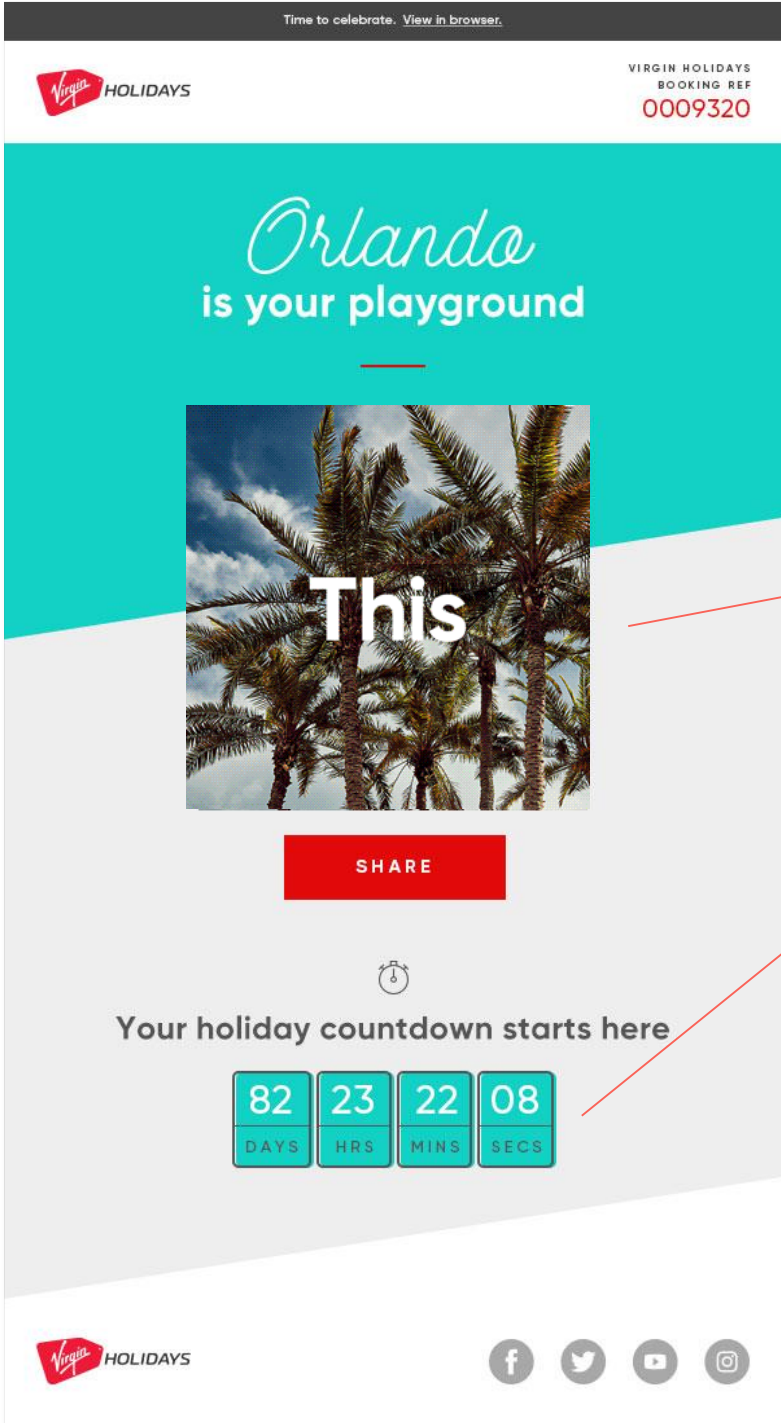 Time to celebrate. View in browser.
Virgin HOLIDAYS
VIRGIN HOLIDAYS
BOOKING REF
0009320
Orlando
is your playground
This
SHARE
Your holiday countdown starts here
82 23 22 08
DAYS HRS MINS SECS
Virgin HOLIDAYS